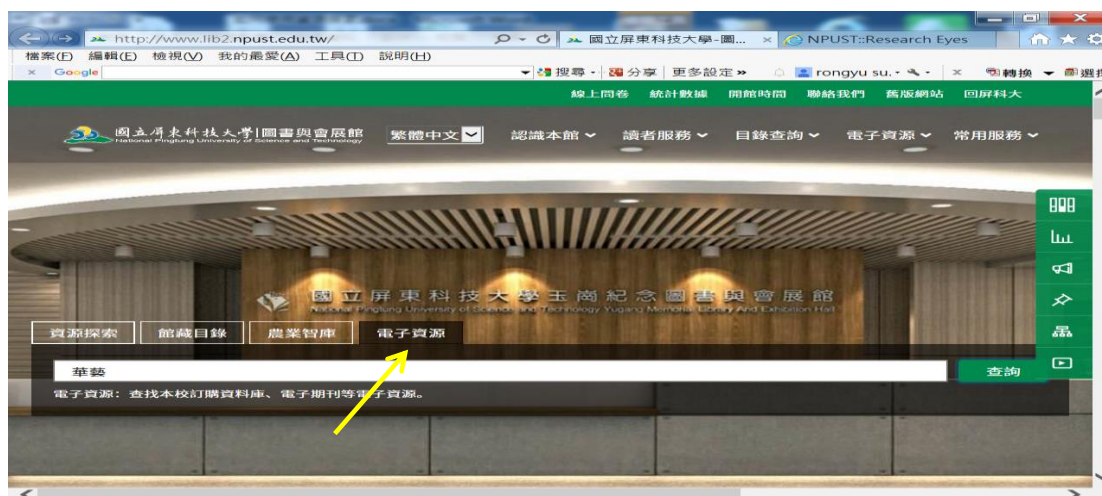 http://www.lib2.npust.edu.tw/
國立屏東科技大學-圖...
NPUST::Research Eyes
檔案(F) 編輯(E) 檢視(V) 我的最愛(A) 工具(T) 說明(H)
× Google 搜尋 分享 更多設定 » rongyu su. × 轉換
線上問卷 統計數據 開館時間 聯絡我們 舊版網站 回屏科大
國立屏東科技大學|圖書與會展館 繁體中文 認識本館 讀者服務 目錄查詢 電子資源 常用服務
National Pingtung University of Science and Technology
國立屏東科技大學玉崗紀念圖書與會展館
National Pingtung University of Science and Technology Yugang Memorial Library And Exhibition Hall
資源探索 館藏目錄 農業智庫 電子資源
華藝 查詢
電子資源：查找本校訂購資料庫、電子期刊等電子資源。